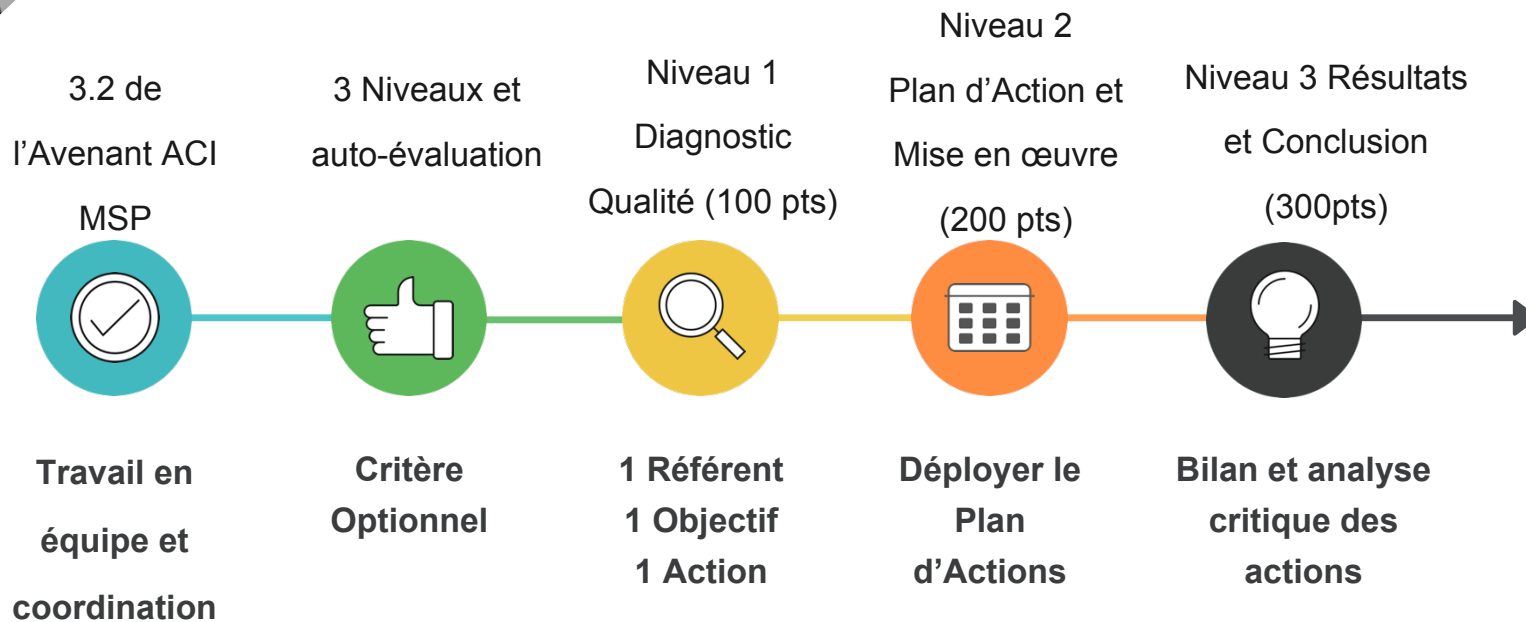 3.2 de
l'Avenant ACI
MSP
Travail en
équipe et
coordination
3 Niveaux et
auto-évaluation
Critère
Optionnel
Niveau 1
Diagnostic
Qualité (100 pts)
1 Référent
1 Objectif
1 Action
Niveau 2
Plan d'Action et
Mise en œuvre
(200 pts)
Déployer le
Plan
d'Actions
Niveau 3 Résultats
et Conclusion
(300pts)
Bilan et analyse
critique des
actions